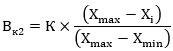 Вк2 = К × (Xmax − Xi) / (Xmax − Xmin)